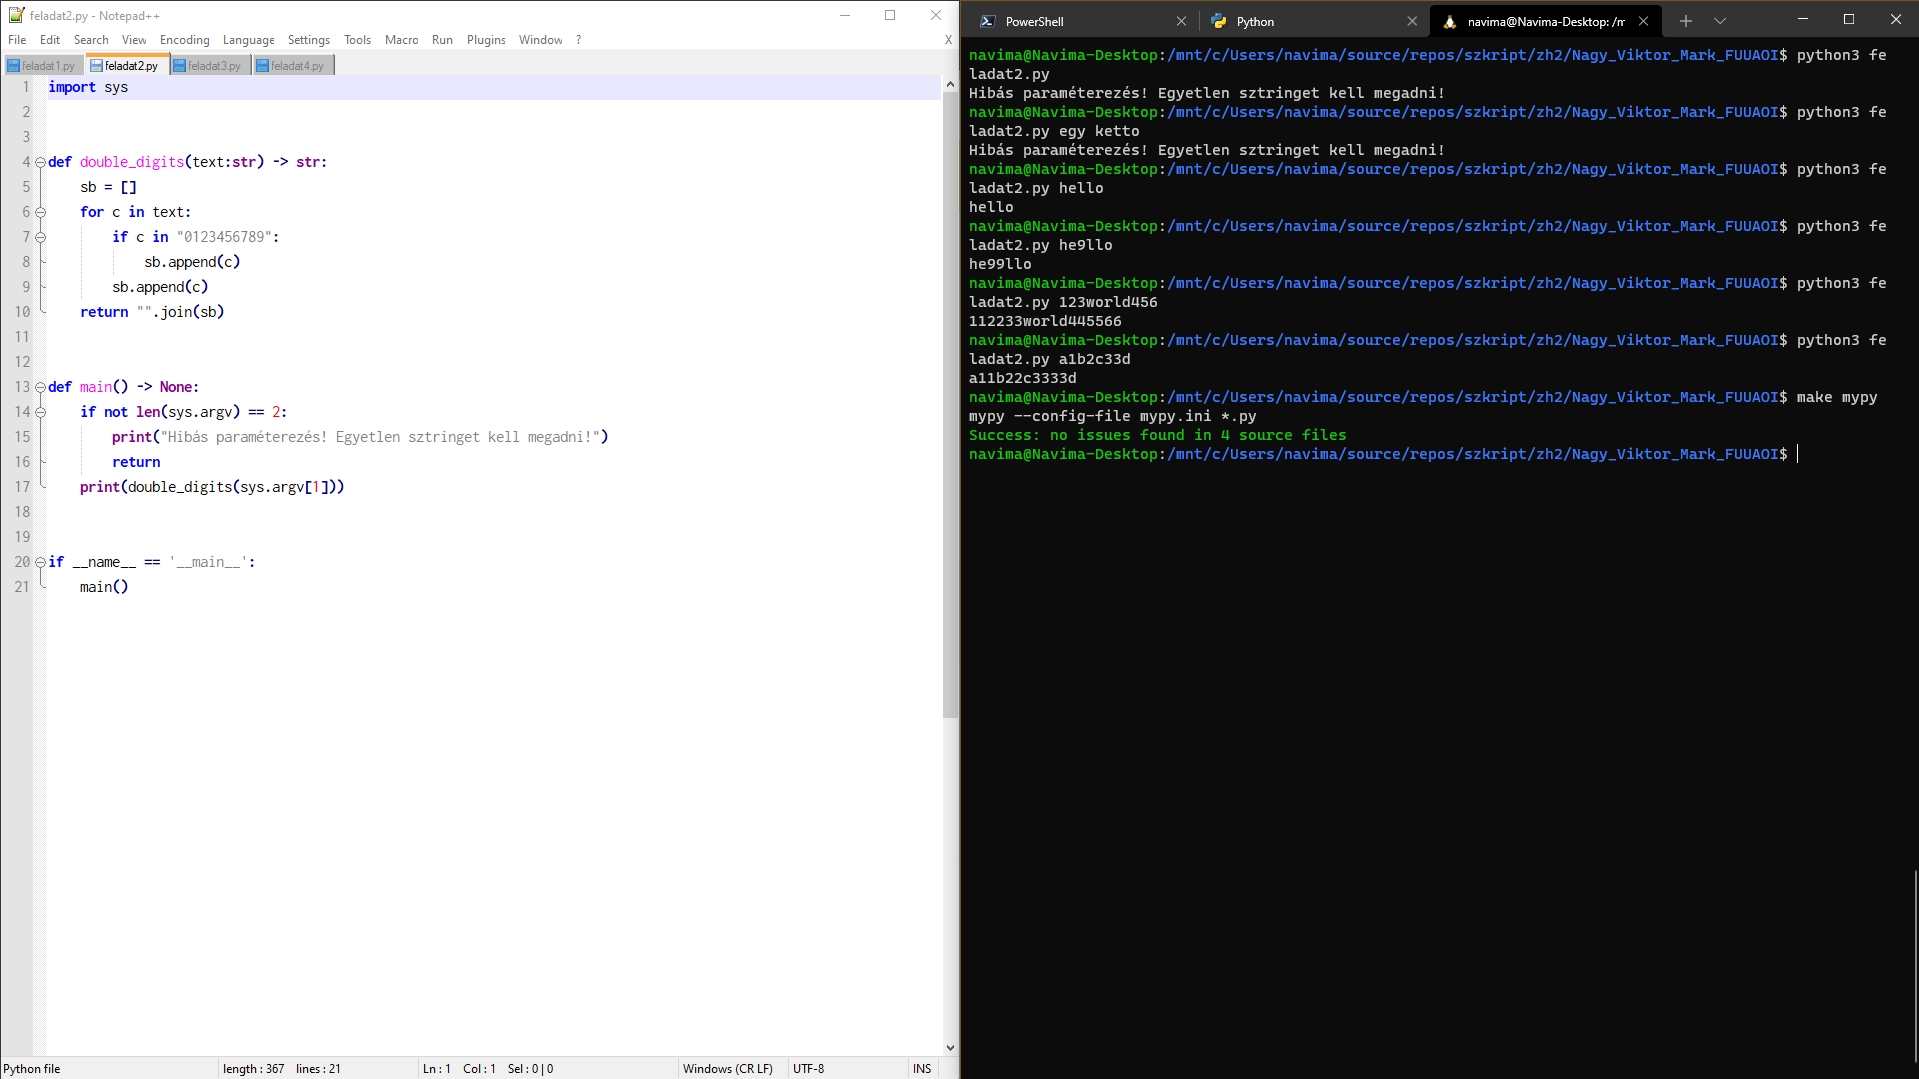 feladat2.py - Notepad++
File Edit Search View Encoding Language Settings Tools Macro Run Plugins Window ? X
feladat1.py feladat2.py feladat3.py feladat4.py
1 import sys
2
3
4 def double_digits(text:str) -> str:
5 sb = []
6 for c in text:
7 if c in "0123456789":
8 sb.append(c)
9 sb.append(c)
10 return "".join(sb)
11
12
13 def main() -> None:
14 if not len(sys.argv) == 2:
15 print("Hibás paraméterezés! Egyetlen sztringet kell megadni!")
16 return
17 print(double_digits(sys.argv[1]))
18
19
20 if __name__ == '__main__':
21 main()
Python file length : 367 lines : 21 Ln : 1 Col : 1 Sel : 0 | 0 Windows (CR LF) UTF-8 INS
PowerShell Python navima@Navima-Desktop: /m
navima@Navima-Desktop:/mnt/c/Users/navima/source/repos/szkript/zh2/Nagy_Viktor_Mark_FUUAOI$ python3 fe
ladat2.py
Hibás paraméterezés! Egyetlen sztringet kell megadni!
navima@Navima-Desktop:/mnt/c/Users/navima/source/repos/szkript/zh2/Nagy_Viktor_Mark_FUUAOI$ python3 fe
ladat2.py egy ketto
Hibás paraméterezés! Egyetlen sztringet kell megadni!
navima@Navima-Desktop:/mnt/c/Users/navima/source/repos/szkript/zh2/Nagy_Viktor_Mark_FUUAOI$ python3 fe
ladat2.py hello
hello
navima@Navima-Desktop:/mnt/c/Users/navima/source/repos/szkript/zh2/Nagy_Viktor_Mark_FUUAOI$ python3 fe
ladat2.py he9llo
he99llo
navima@Navima-Desktop:/mnt/c/Users/navima/source/repos/szkript/zh2/Nagy_Viktor_Mark_FUUAOI$ python3 fe
ladat2.py 123world456
112233world445566
navima@Navima-Desktop:/mnt/c/Users/navima/source/repos/szkript/zh2/Nagy_Viktor_Mark_FUUAOI$ python3 fe
ladat2.py a1b2c33d
a11b22c3333d
navima@Navima-Desktop:/mnt/c/Users/navima/source/repos/szkript/zh2/Nagy_Viktor_Mark_FUUAOI$ make mypy
mypy --config-file mypy.ini *.py
Success: no issues found in 4 source files
navima@Navima-Desktop:/mnt/c/Users/navima/source/repos/szkript/zh2/Nagy_Viktor_Mark_FUUAOI$